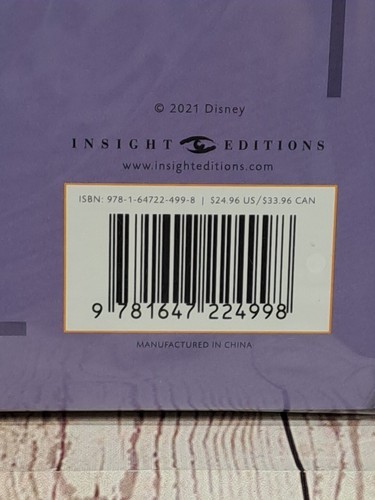 © 2021 Disney
INSIGHT EDITIONS
www.insighteditions.com
ISBN: 978-1-64722-499-8 | $24.96 US/$33.96 CAN
9 781647 224998
MANUFACTURED IN CHINA